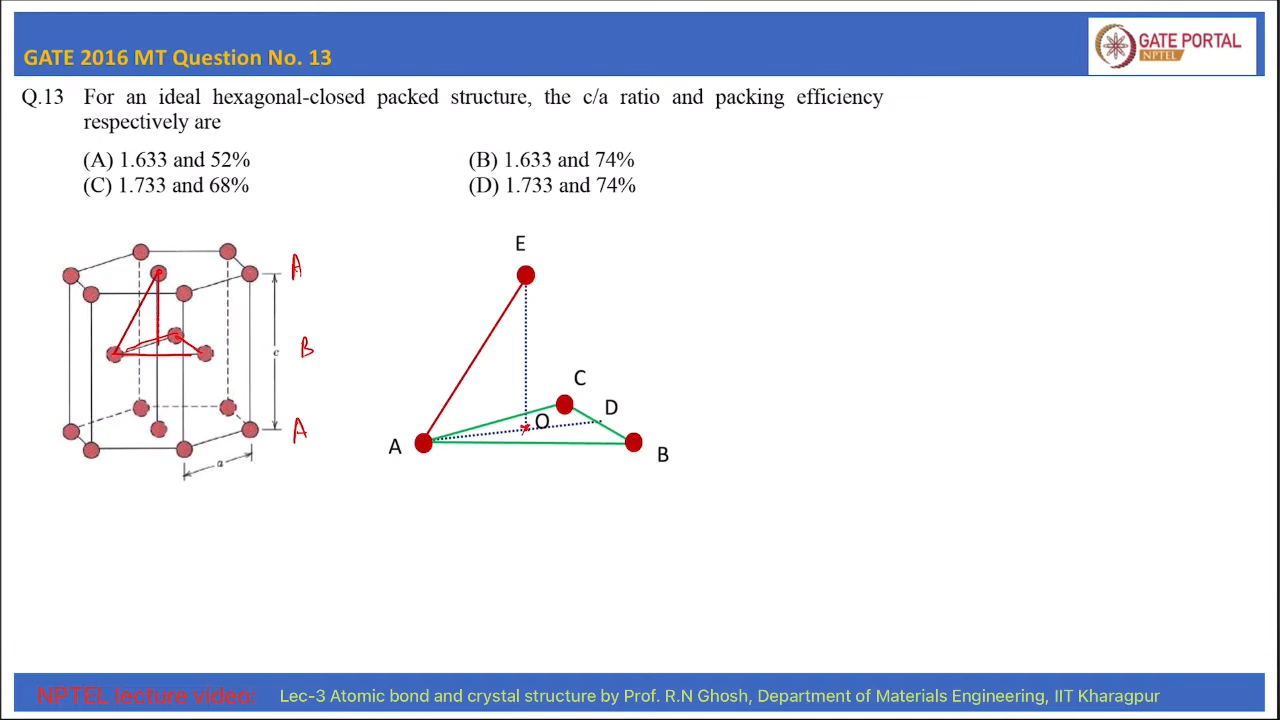 GATE 2016 MT Question No. 13
GATE PORTAL
NPTEL
Q.13 For an ideal hexagonal-closed packed structure, the c/a ratio and packing efficiency
respectively are
(A) 1.633 and 52% (B) 1.633 and 74%
(C) 1.733 and 68% (D) 1.733 and 74%
A
B
c
A
a
E
C
D
O
A
B
NPTEL lecture video: Lec-3 Atomic bond and crystal structure by Prof. R.N Ghosh, Department of Materials Engineering, IIT Kharagpur